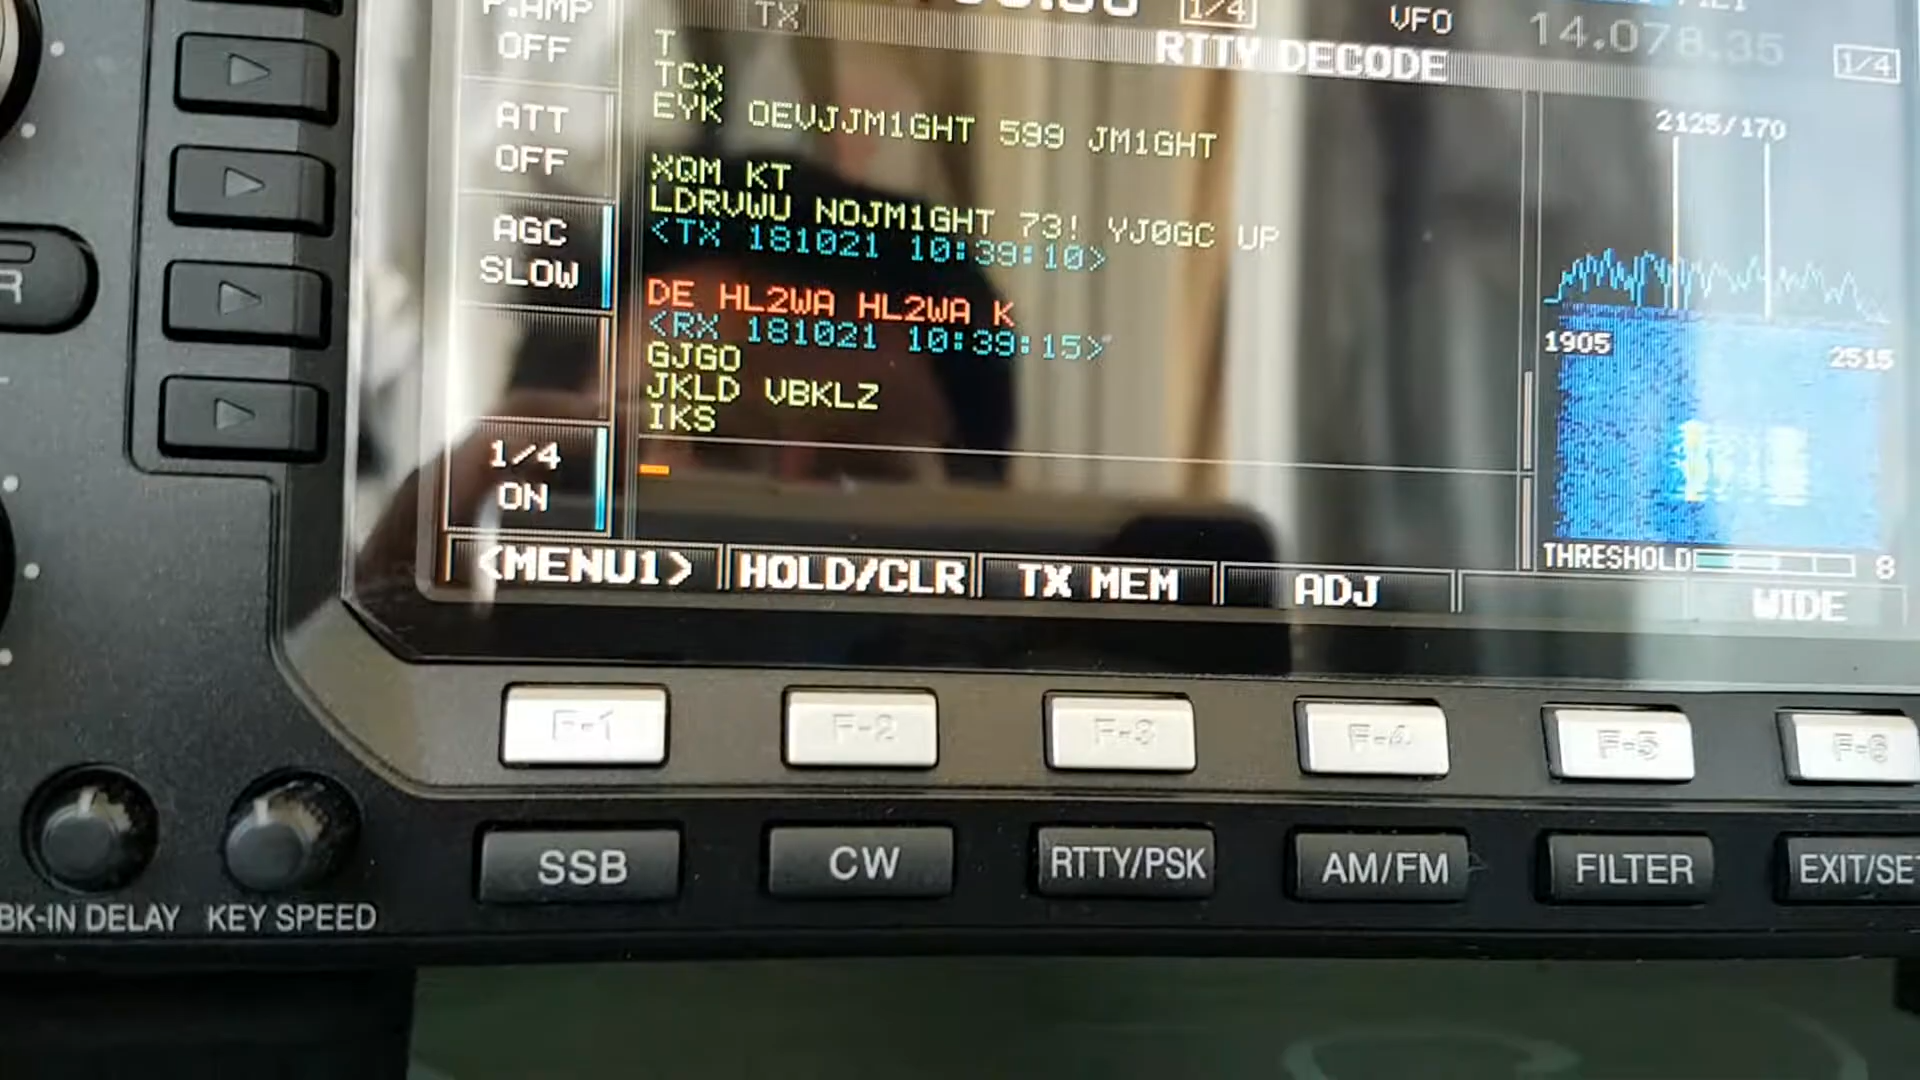 P.AMP
OFF
TX
1/4
VFO
14.078.35
1/4
RTTY DECODE
T
TCX
EYK OEVJJM1GHT 599 JM1GHT
XQM KT
LDRVWU NOJM1GHT 73! YJ0GC UP
<TX 181021 10:39:10>
DE HL2WA HL2WA K
<RX 181021 10:39:15>
GJGO
JKLD VBKLZ
IKS
ATT
OFF
AGC
SLOW
1/4
ON
2125/170
1905
2515
THRESHOLD 8
<MENU1> HOLD/CLR TX MEM ADJ WIDE
F-1 F-2 F-3 F-4 F-5 F-6
SSB CW RTTY/PSK AM/FM FILTER EXIT/SE
BK-IN DELAY KEY SPEED